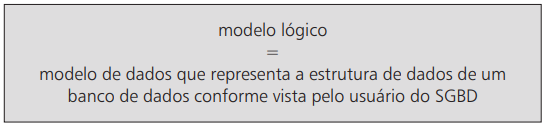 modelo lógico
=
modelo de dados que representa a estrutura de dados de um
banco de dados conforme vista pelo usuário do SGBD